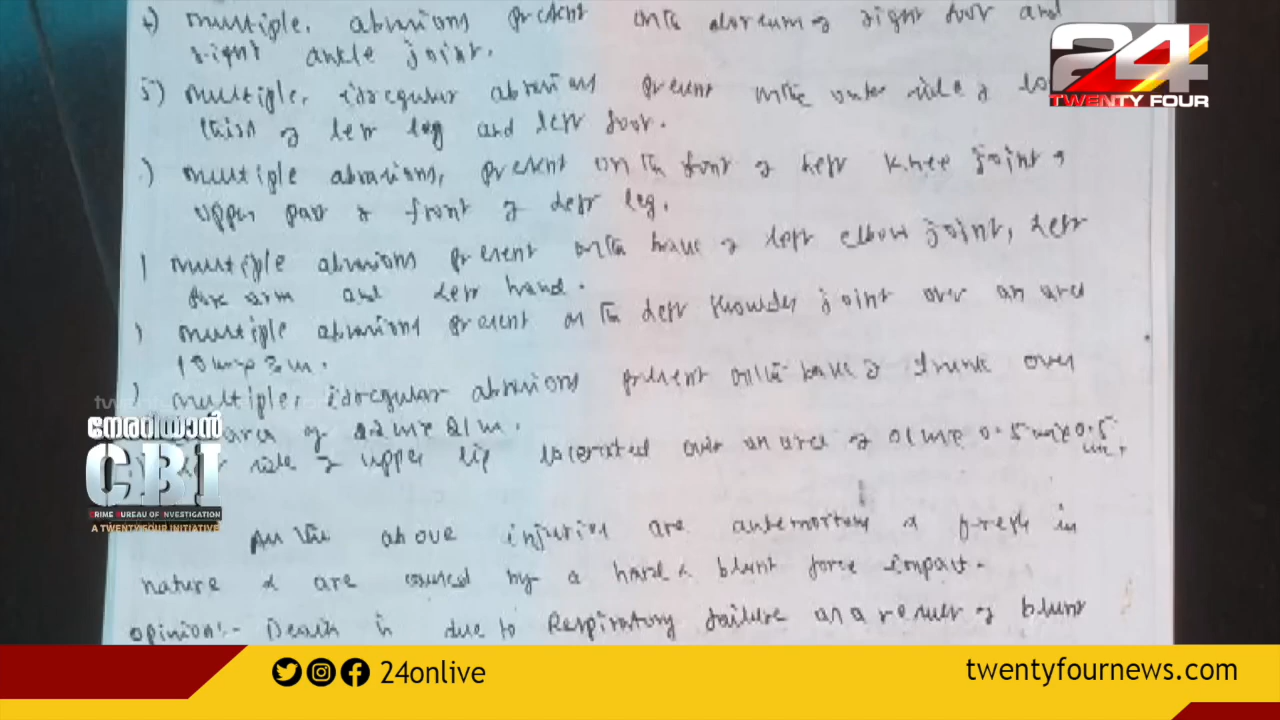 4) multiple. abrasions present on the dorsum of right foot and
right ankle joint.
5) multiple, irregular abrasions present on the outer side of
of left leg and left foot.
) multiple abrasions, present on the front of left knee joint &
upper part & front of left leg.
) multiple abrasions present on the back of left elbow joint, left
fore arm and left hand.
) multiple abrasions present on the left shoulder joint over an area
) multiple, irregular abrasions present on the back of trunk over
area of
side of upper lip lacerated over an area of 0.5
All the above injuries are antemortem & fresh in
nature & are caused by a hard & blunt force impact.
opinion:- Death is due to Respiratory failure as a result of blunt
24
TWENTY FOUR
നേരറിയാൻ
CBI
CRIME BUREAU OF INVESTIGATION
A TWENTY FOUR INITIATIVE
24onlive
twentyfournews.com